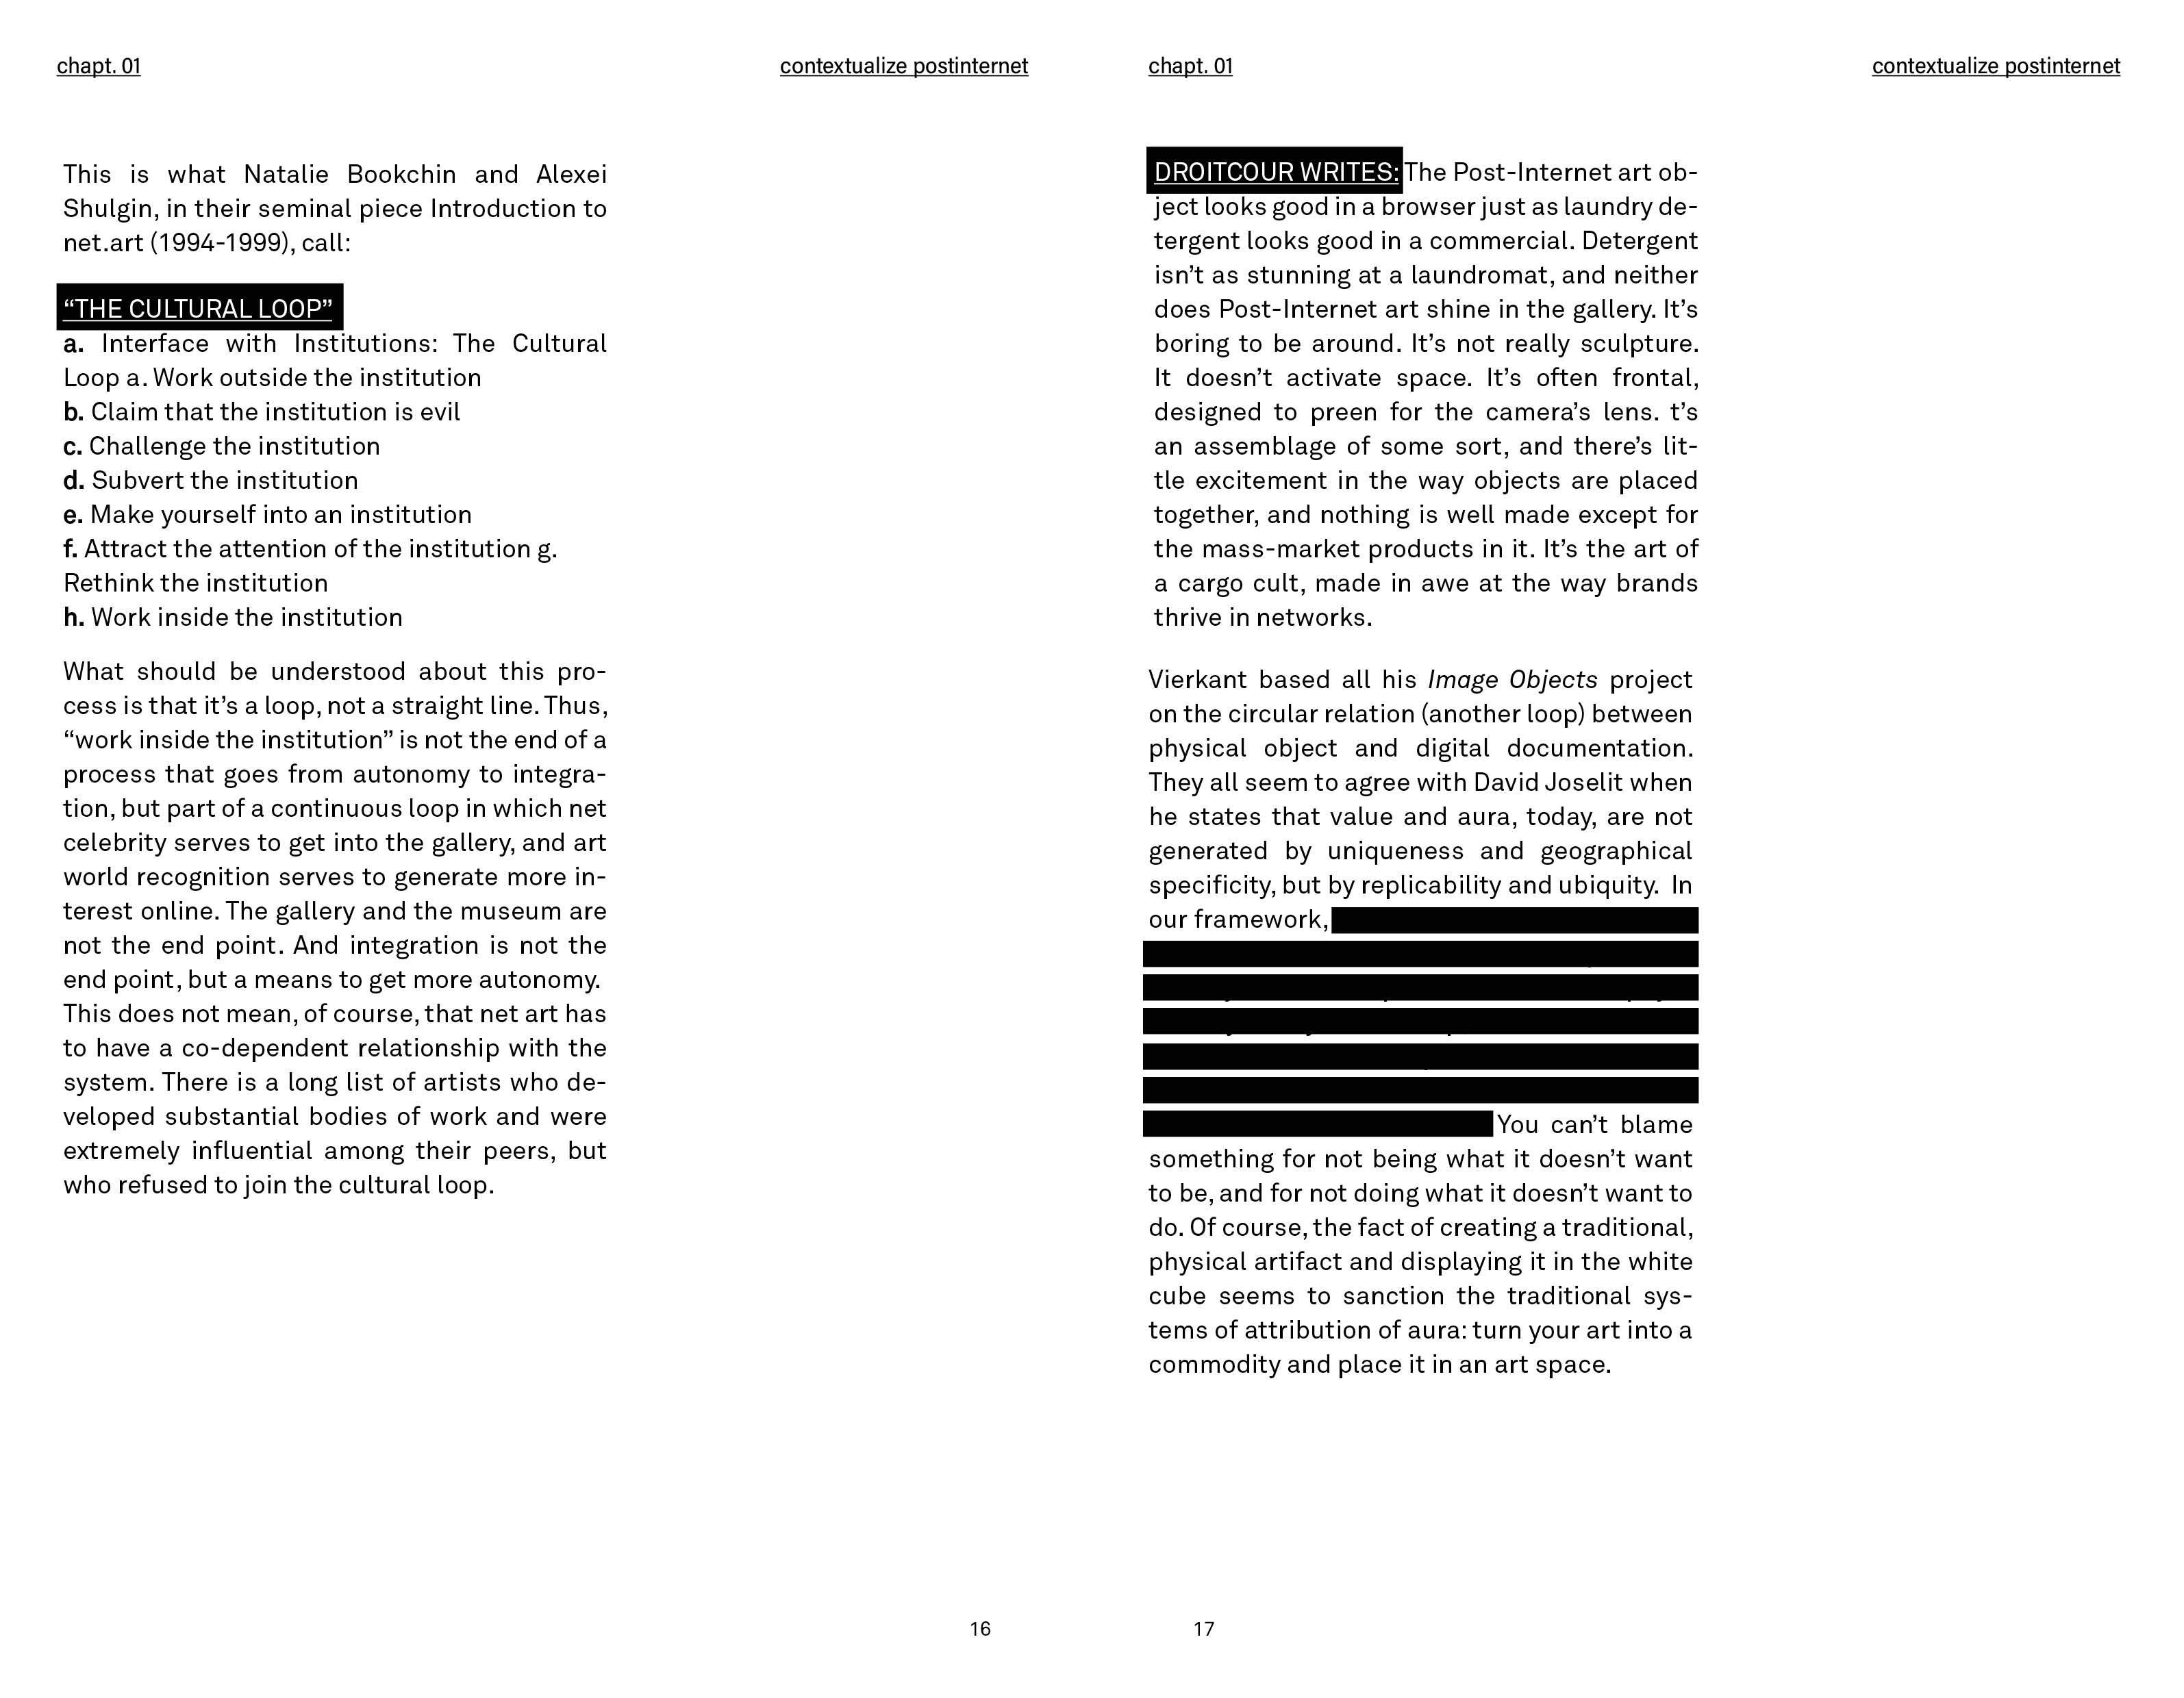 chapt. 01
contextualize postinternet
This is what Natalie Bookchin and Alexei
Shulgin, in their seminal piece Introduction to
net.art (1994-1999), call:
“THE CULTURAL LOOP”
a. Interface with Institutions: The Cultural
Loop a. Work outside the institution
b. Claim that the institution is evil
c. Challenge the institution
d. Subvert the institution
e. Make yourself into an institution
f. Attract the attention of the institution g.
Rethink the institution
h. Work inside the institution
What should be understood about this pro-
cess is that it’s a loop, not a straight line. Thus,
“work inside the institution” is not the end of a
process that goes from autonomy to integra-
tion, but part of a continuous loop in which net
celebrity serves to get into the gallery, and art
world recognition serves to generate more in-
terest online. The gallery and the museum are
not the end point. And integration is not the
end point, but a means to get more autonomy.
This does not mean, of course, that net art has
to have a co-dependent relationship with the
system. There is a long list of artists who de-
veloped substantial bodies of work and were
extremely influential among their peers, but
who refused to join the cultural loop.
16
chapt. 01
contextualize postinternet
DROITCOUR WRITES: The Post-Internet art ob-
ject looks good in a browser just as laundry de-
tergent looks good in a commercial. Detergent
isn’t as stunning at a laundromat, and neither
does Post-Internet art shine in the gallery. It’s
boring to be around. It’s not really sculpture.
It doesn’t activate space. It’s often frontal,
designed to preen for the camera’s lens. t’s
an assemblage of some sort, and there’s lit-
tle excitement in the way objects are placed
together, and nothing is well made except for
the mass-market products in it. It’s the art of
a cargo cult, made in awe at the way brands
thrive in networks.
Vierkant based all his Image Objects project
on the circular relation (another loop) between
physical object and digital documentation.
They all seem to agree with David Joselit when
he states that value and aura, today, are not
generated by uniqueness and geographical
specificity, but by replicability and ubiquity. In
our framework,
You can’t blame
something for not being what it doesn’t want
to be, and for not doing what it doesn’t want to
do. Of course, the fact of creating a traditional,
physical artifact and displaying it in the white
cube seems to sanction the traditional sys-
tems of attribution of aura: turn your art into a
commodity and place it in an art space.
17